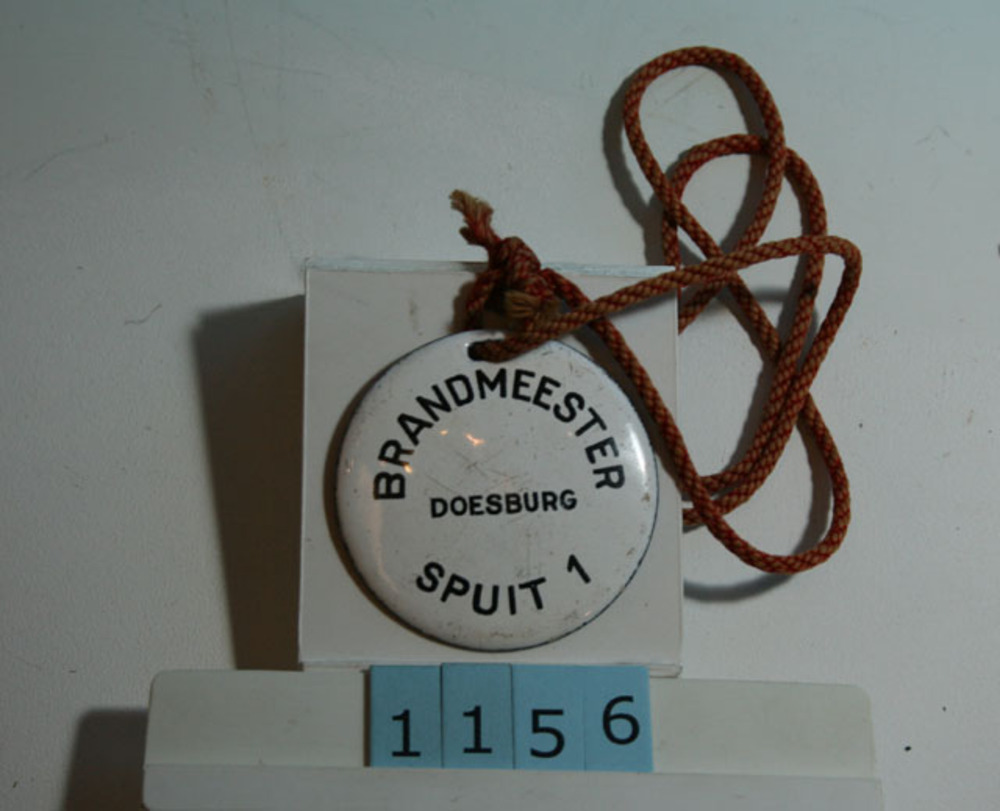 BRANDMEESTER
DOESBURG
SPUIT 1
1156